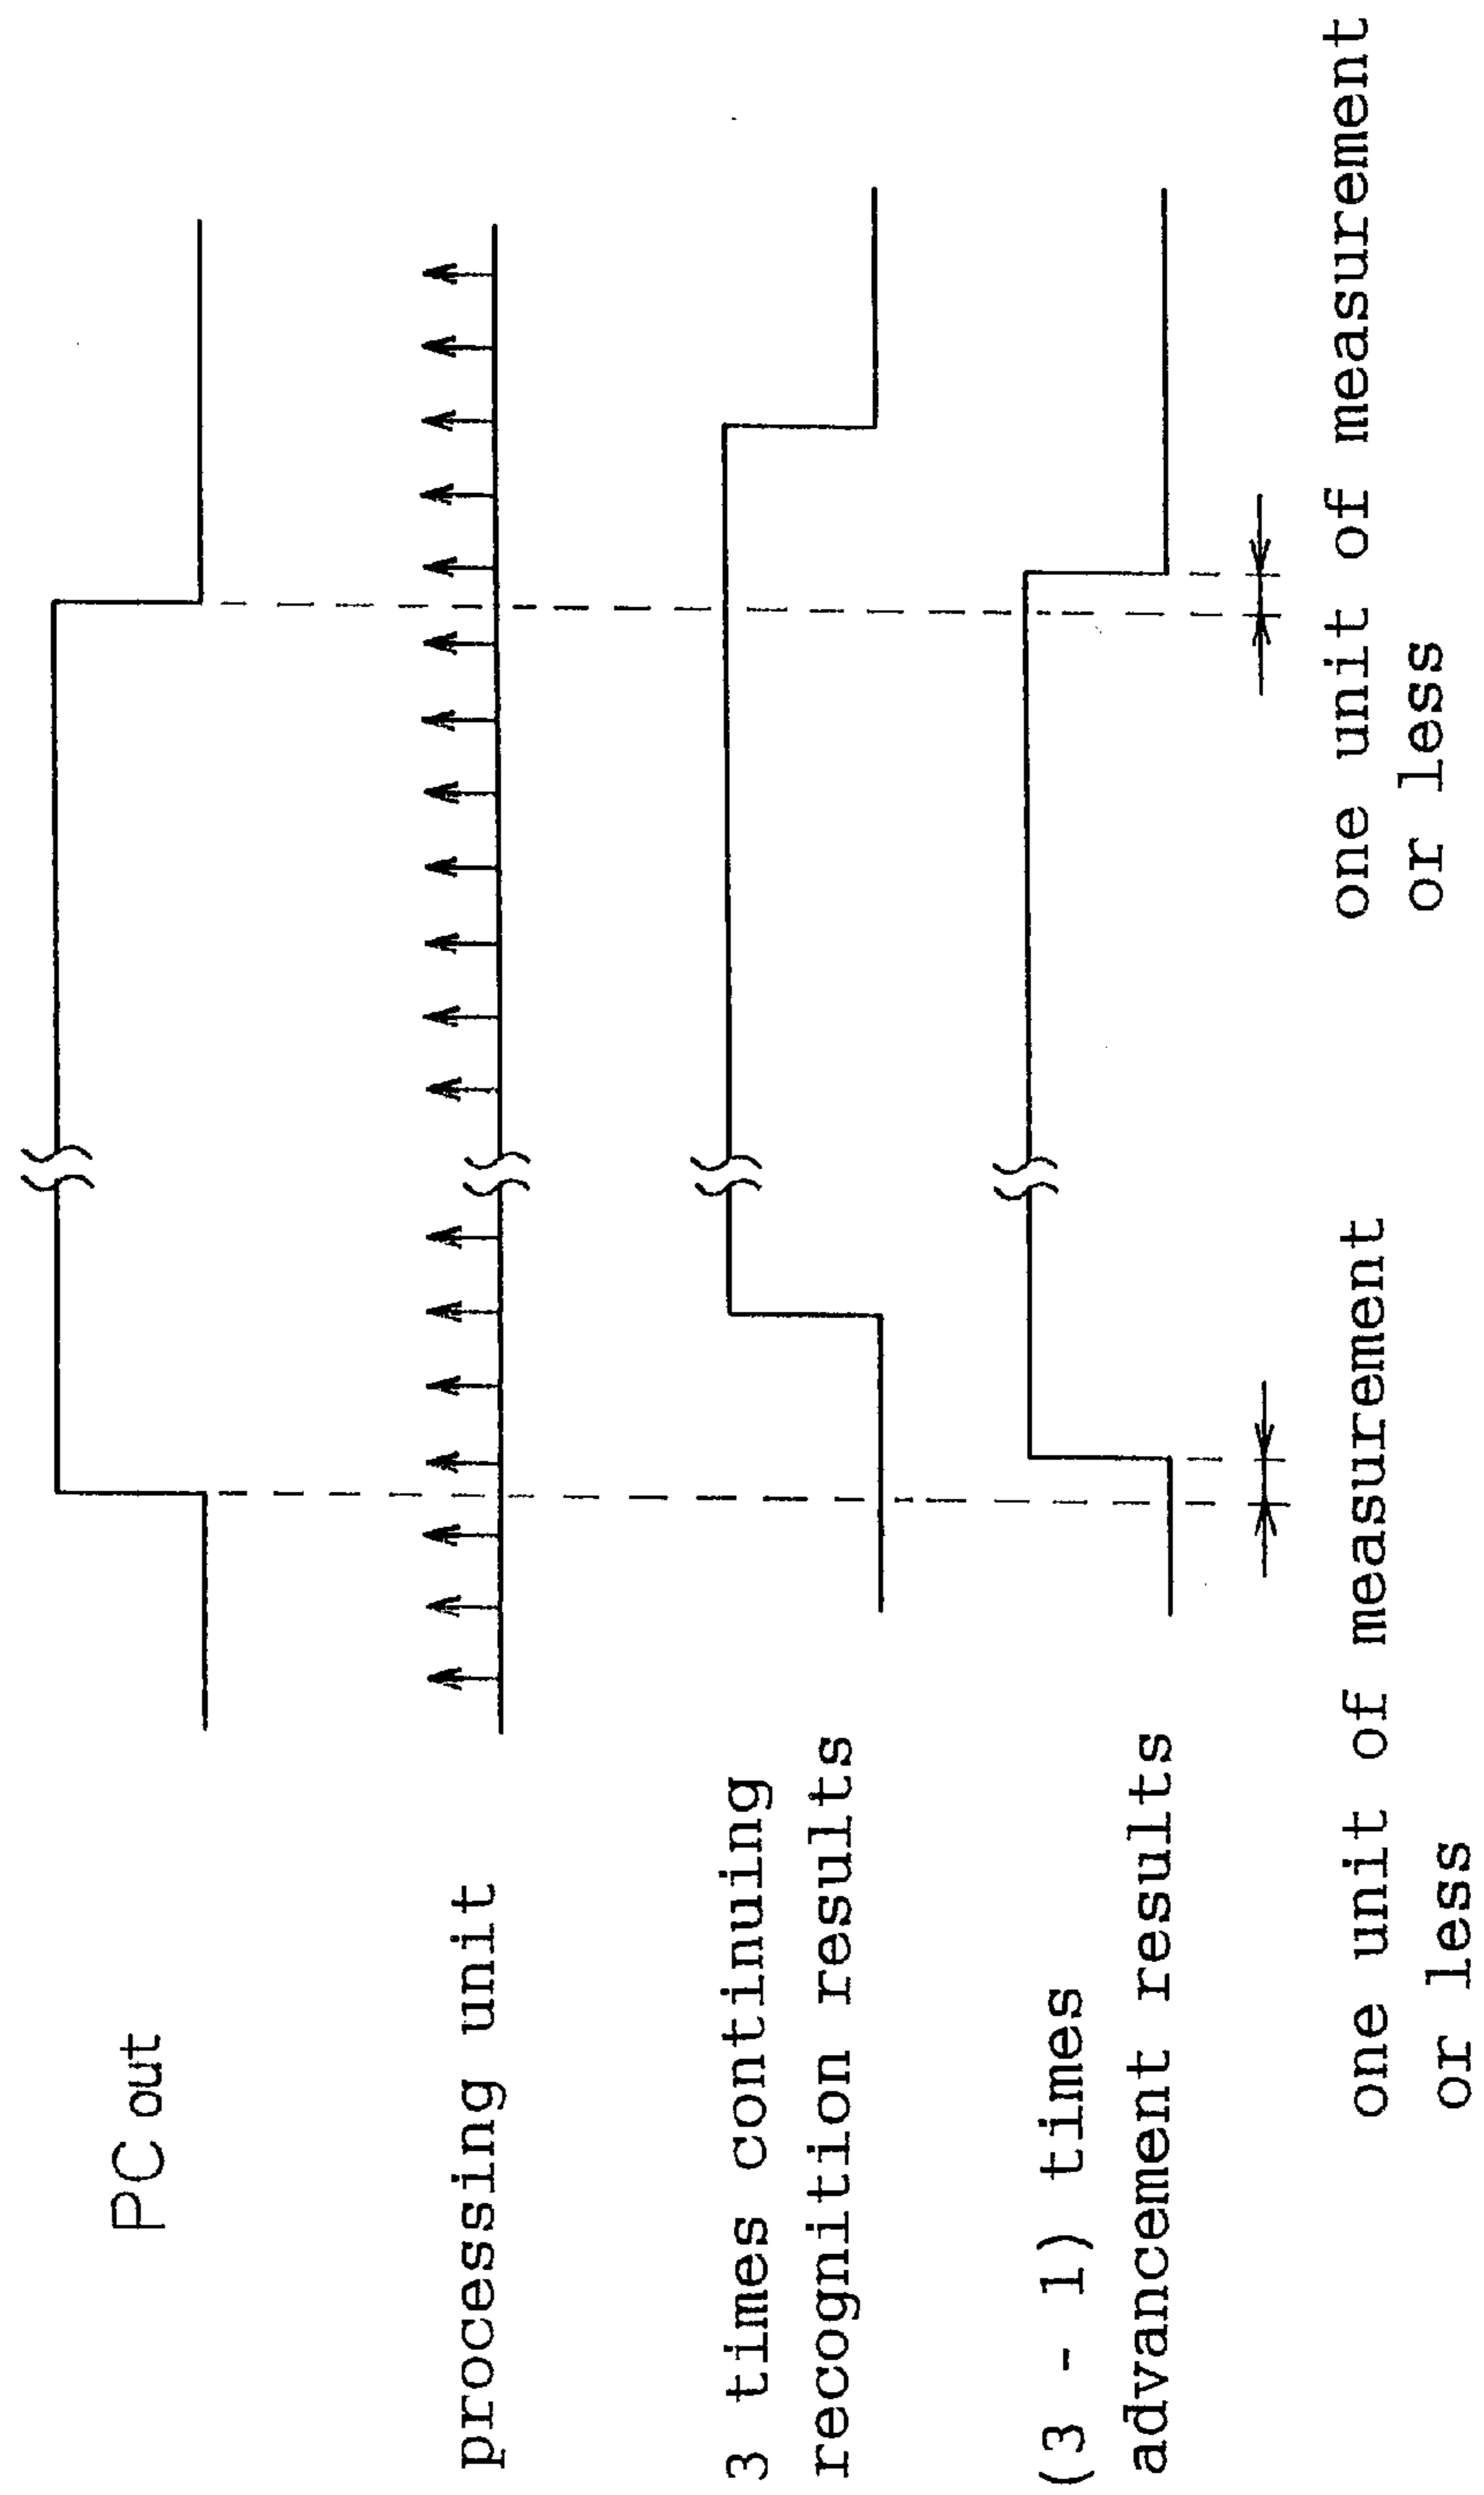 PC out
processing unit
3 times continuing
recognition results
(3 - 1) times
advancement results
one unit of measurement
or less
one unit of measurement
or less